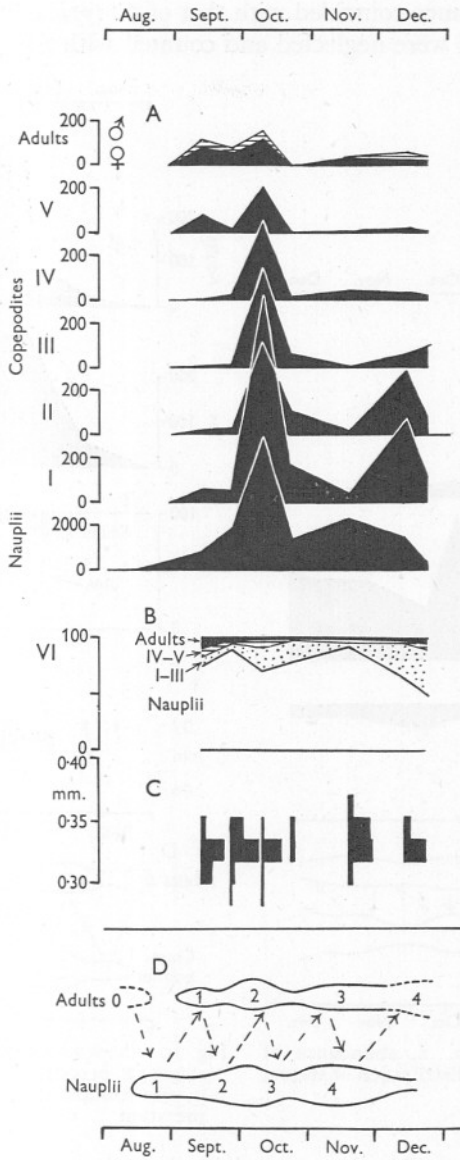 Aug. Sept. Oct. Nov. Dec.
A
Adults ♂ ♀ 200 0
V 200 0
IV 200 0
Copepodites
III 200 0
II 200 0
I 200 0
Nauplii 2000 0
B
VI 100 0
Adults
IV–V
I–III
Nauplii
C
0·40
mm.
0·35
0·30
D
Adults 0 1 2 3 4
Nauplii 1 2 3 4
Aug. Sept. Oct. Nov. Dec.